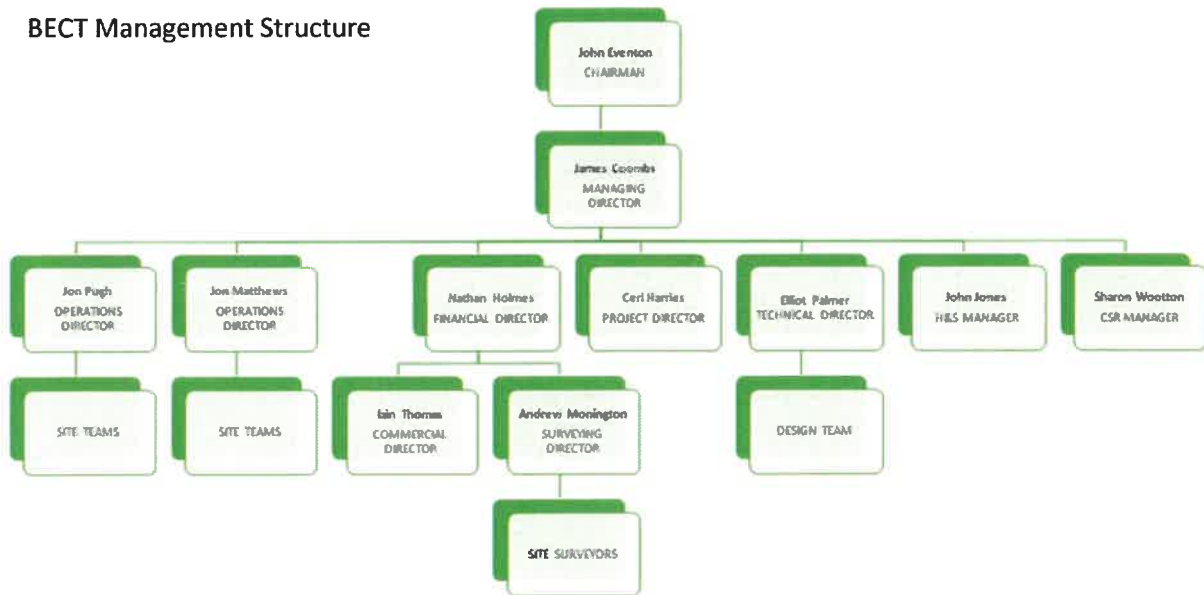 BECT Management Structure
John Eventon
CHAIRMAN
James Coombs
MANAGING
DIRECTOR
Jon Pugh
OPERATIONS
DIRECTOR
Jon Matthews
OPERATIONS
DIRECTOR
Nathan Holmes
FINANCIAL DIRECTOR
Ceri Harries
PROJECT DIRECTOR
Elliot Palmer
TECHNICAL DIRECTOR
John Jones
H&S MANAGER
Sharon Wootton
CSR MANAGER
SITE TEAMS
SITE TEAMS
Iain Thomas
COMMERCIAL
DIRECTOR
Andrew Monington
SURVEYING
DIRECTOR
DESIGN TEAM
SITE SURVEYORS